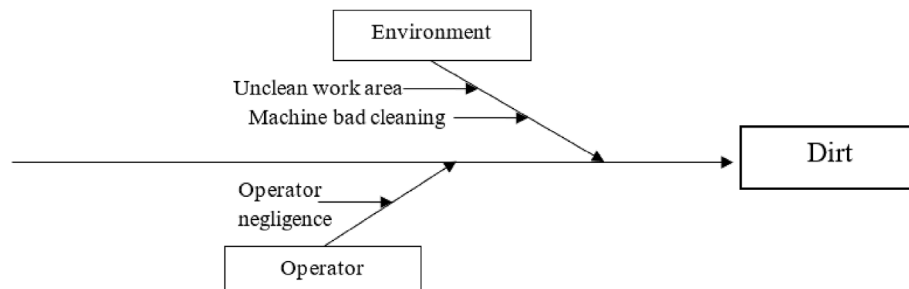 Environment
Unclean work area
Machine bad cleaning
Dirt
Operator
negligence
Operator